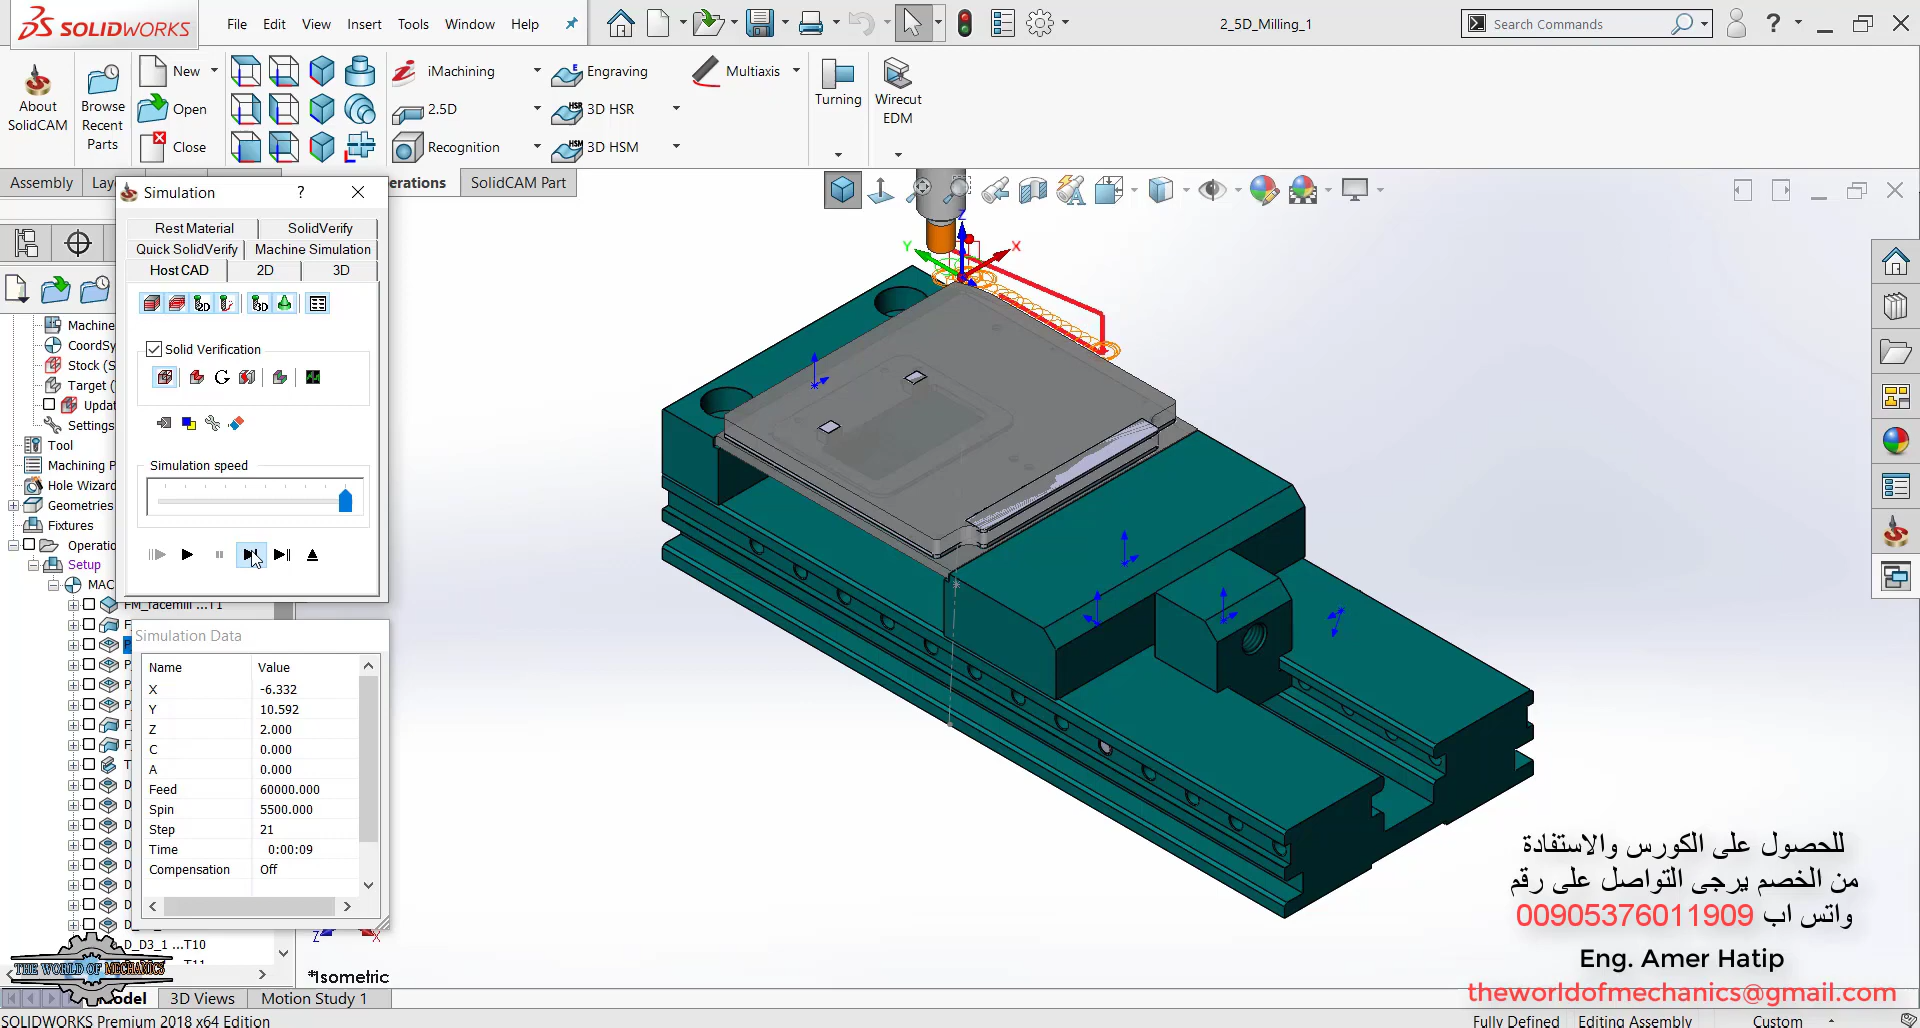 SOLIDWORKS
File Edit View Insert Tools Window Help
2_5D_Milling_1
Search Commands
About SolidCAM
Browse Recent Parts
New
Open
Close
iMachining
2.5D
Recognition
Engraving
3D HSR
3D HSM
Multiaxis
Turning
Wirecut EDM
Assembly
erations
SolidCAM Part
Simulation
Rest Material SolidVerify
Quick SolidVerify Machine Simulation
Host CAD 2D 3D
Solid Verification
Simulation speed
Machine
CoordSy
Stock (S
Target (
Updat
Settings
Tool
Machining P
Hole Wizard
Geometries
Fixtures
Operatio
Setup
MAC
FM_facemill ...T1
Simulation Data
Name Value
X -6.332
Y 10.592
Z 2.000
C 0.000
A 0.000
Feed 60000.000
Spin 5500.000
Step 21
Time 0:00:09
Compensation Off
D_D3_1 ...T10
THE WORLD OF MECHANICS
Z X Y
*Isometric
Model 3D Views Motion Study 1
SOLIDWORKS Premium 2018 x64 Edition
Fully Defined Editing Assembly Custom
للحصول على الكورس والاستفادة
من الخصم يرجى التواصل على رقم
واتس اب 00905376011909
Eng. Amer Hatip
theworldofmechanics@gmail.com